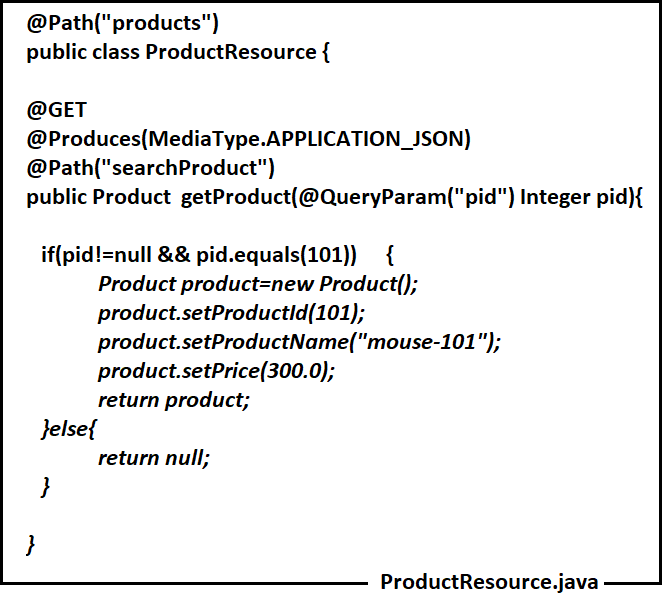 @Path("products")
public class ProductResource {
@GET
@Produces(MediaType.APPLICATION_JSON)
@Path("searchProduct")
public Product  getProduct(@QueryParam("pid") Integer pid){
if(pid!=null && pid.equals(101))     {
Product product=new Product();
product.setProductId(101);
product.setProductName("mouse-101");
product.setPrice(300.0);
return product;
}else{
return null;
}
}
ProductResource.java